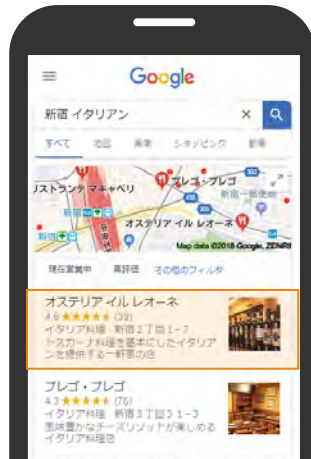 Google
新宿 イタリアン ×
すべて 地図 画像 ショッピング 動画
リストランテ マキャベリ
プレゴ・プレゴ
オステリア イル レオーネ
Map data ©2018 Google, ZENRIN
現在営業中 高評価 その他のフィルタ
オステリア イル レオーネ
4.6 ★★★★★ (39)
イタリア料理・新宿2丁目1-7
トスカーナ料理を基本にしたイタリア
ンを提供する一軒家の店
プレゴ・プレゴ
4.3 ★★★★★ (76)
イタリア料理・新宿3丁目31-3
風味豊かなチーズリゾットが楽しめる
イタリア料理店